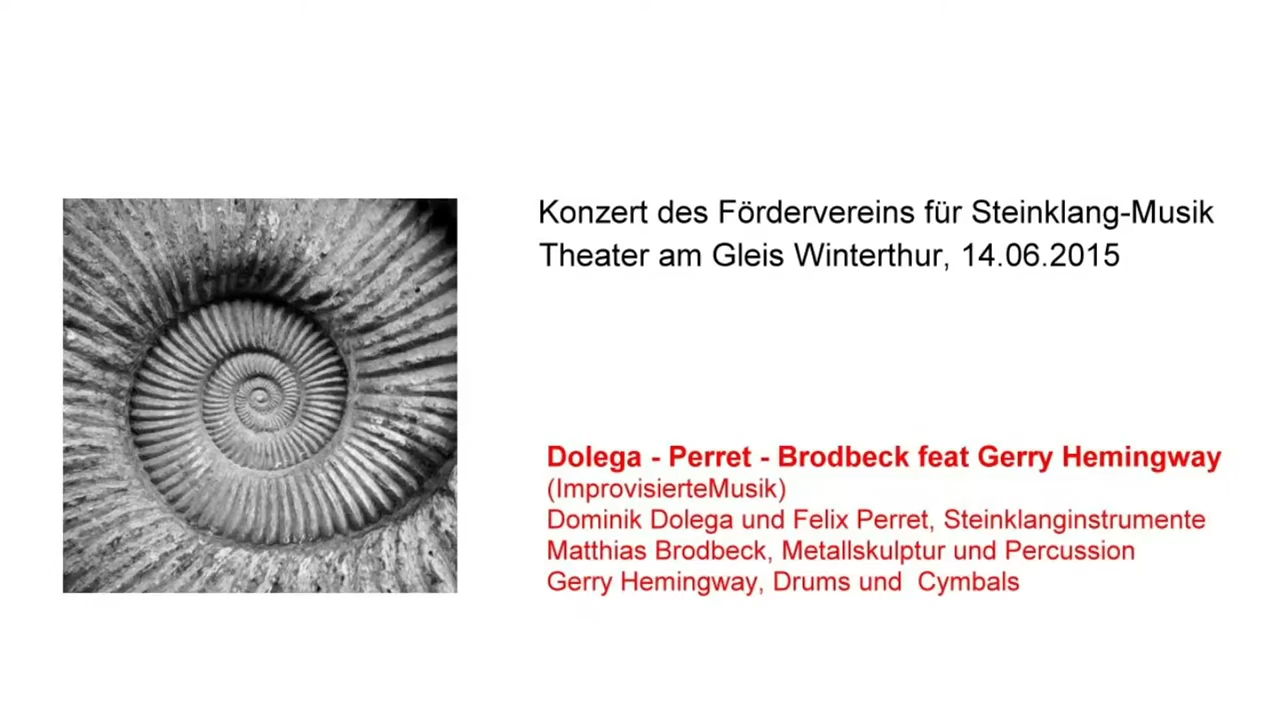 Konzert des Fördervereins für Steinklang-Musik
Theater am Gleis Winterthur, 14.06.2015
Dolega - Perret - Brodbeck feat Gerry Hemingway
(ImprovisierteMusik)
Dominik Dolega und Felix Perret, Steinklanginstrumente
Matthias Brodbeck, Metallskulptur und Percussion
Gerry Hemingway, Drums und  Cymbals